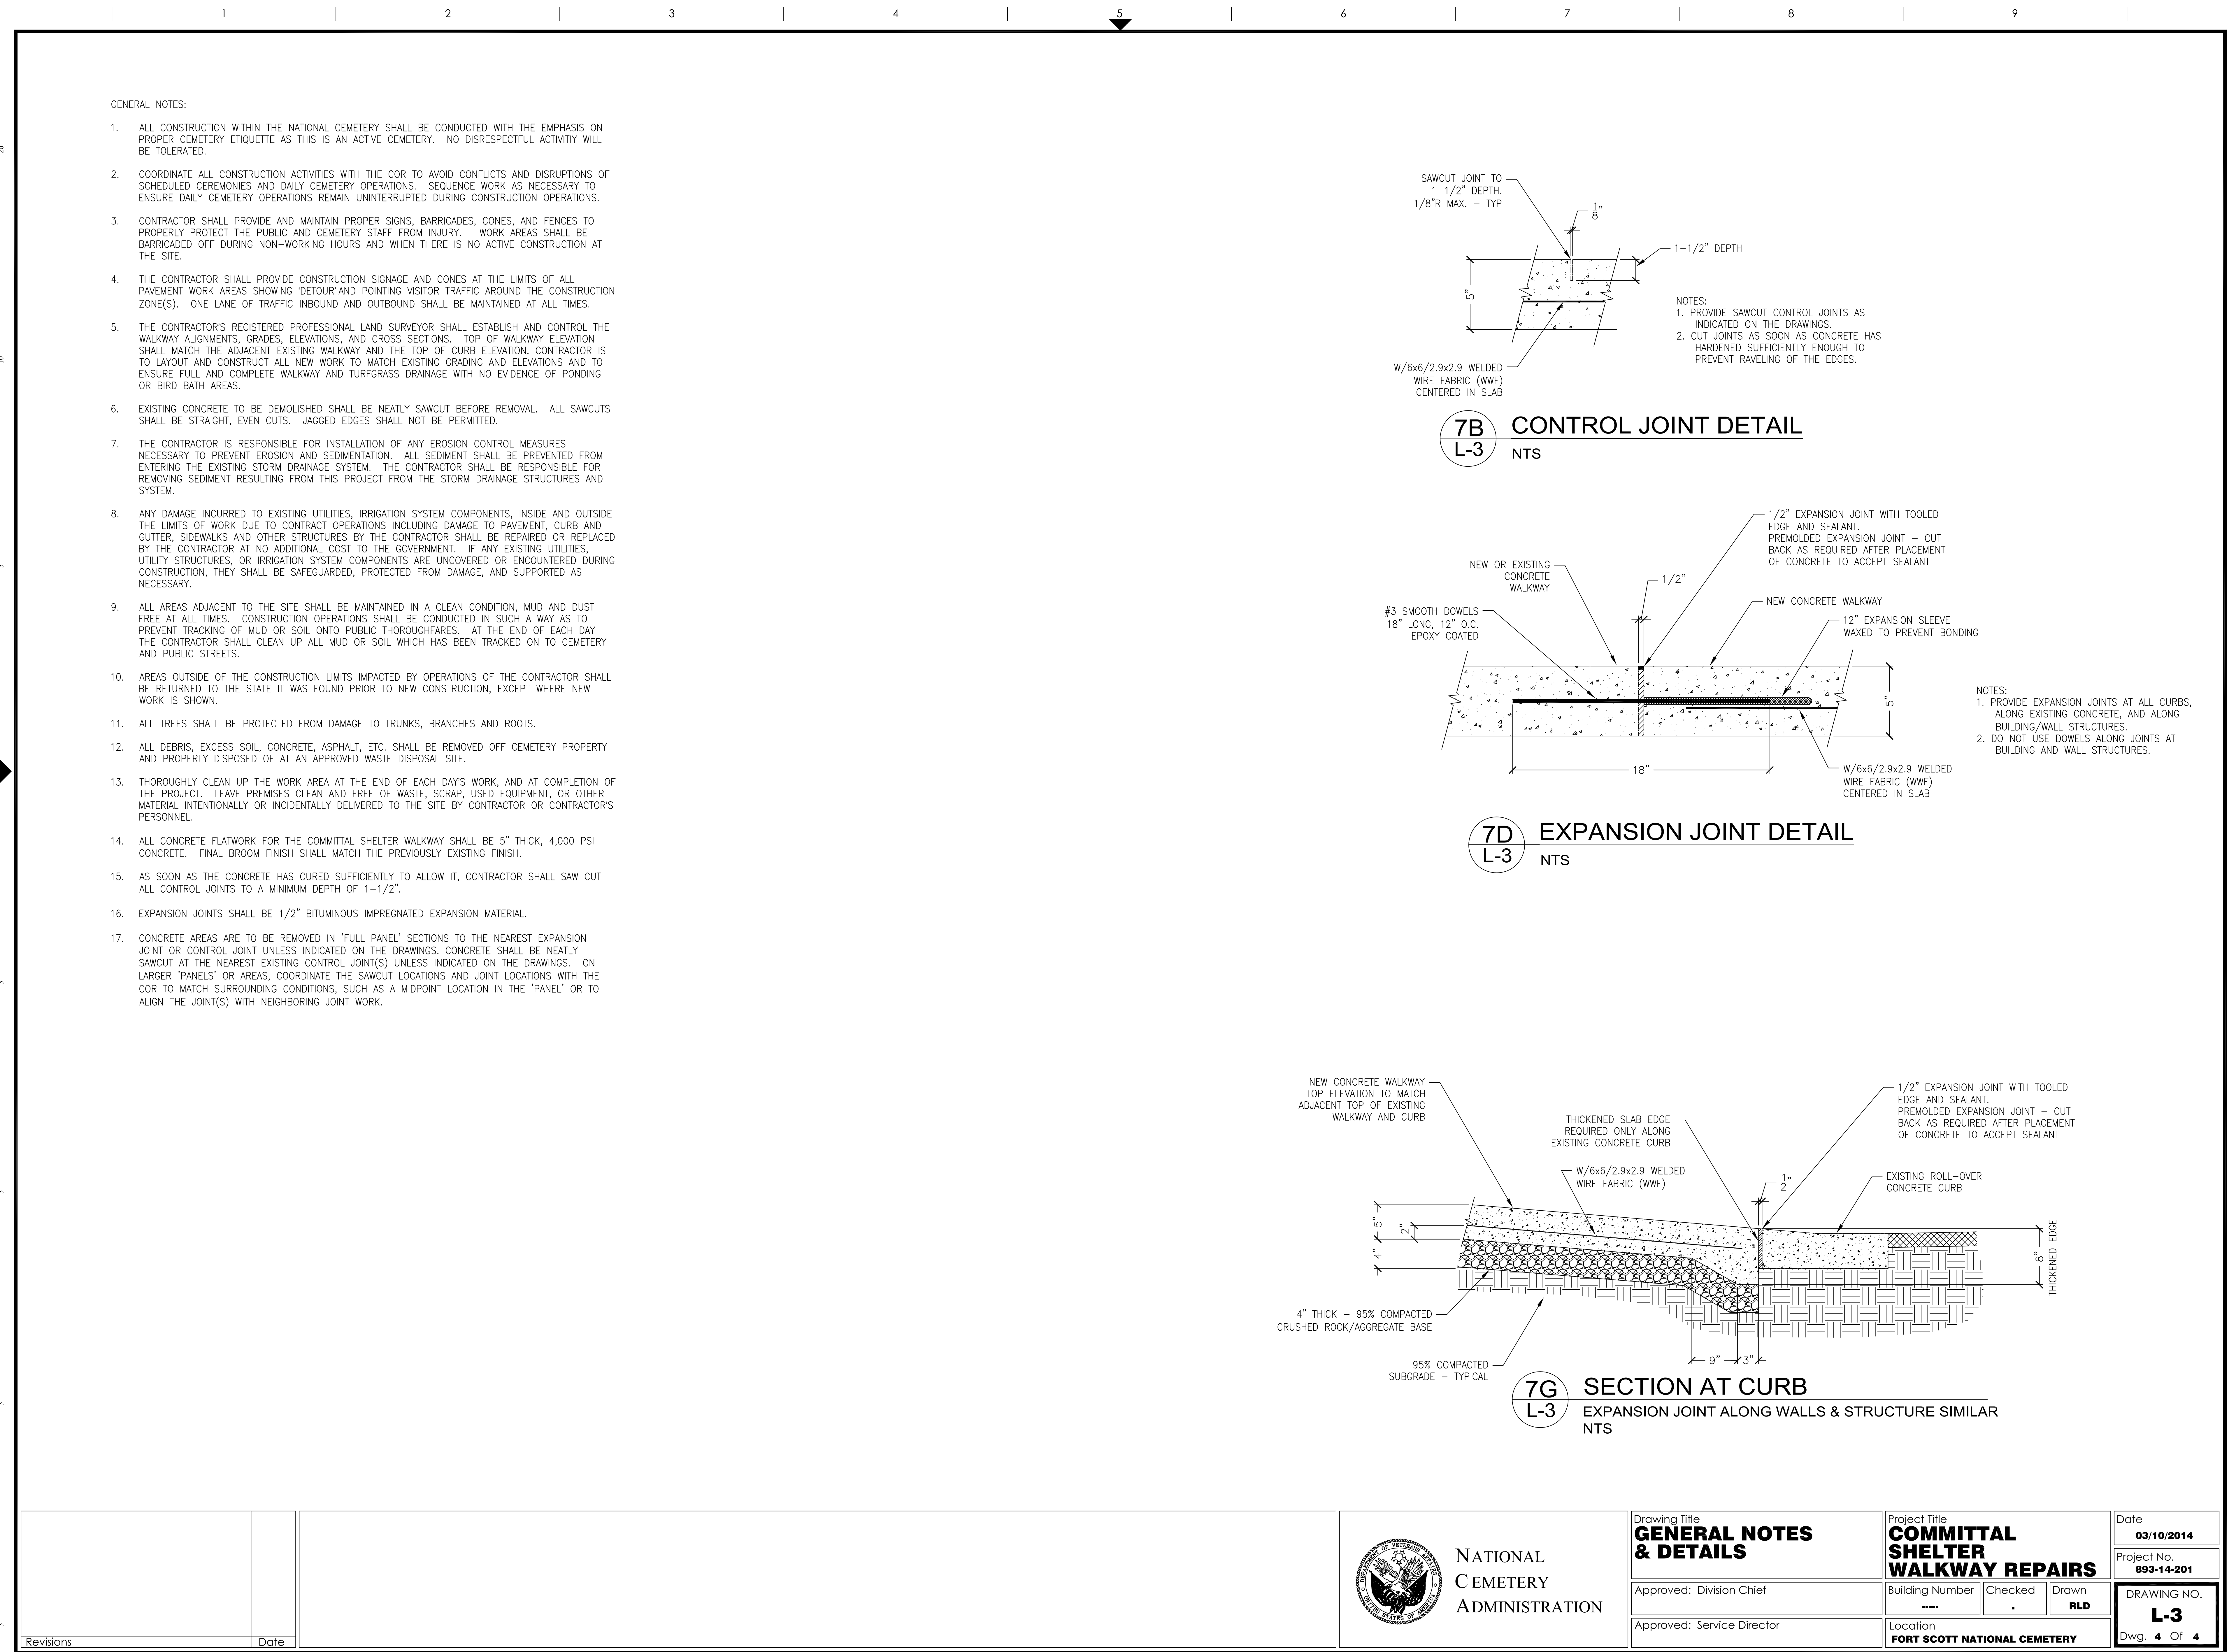 1 2 3 4 5 6 7 8 9
GENERAL NOTES:
1. ALL CONSTRUCTION WITHIN THE NATIONAL CEMETERY SHALL BE CONDUCTED WITH THE EMPHASIS ON
PROPER CEMETERY ETIQUETTE AS THIS IS AN ACTIVE CEMETERY. NO DISRESPECTFUL ACTIVITIY WILL
BE TOLERATED.
2. COORDINATE ALL CONSTRUCTION ACTIVITIES WITH THE COR TO AVOID CONFLICTS AND DISRUPTIONS OF
SCHEDULED CEREMONIES AND DAILY CEMETERY OPERATIONS. SEQUENCE WORK AS NECESSARY TO
ENSURE DAILY CEMETERY OPERATIONS REMAIN UNINTERRUPTED DURING CONSTRUCTION OPERATIONS.
3. CONTRACTOR SHALL PROVIDE AND MAINTAIN PROPER SIGNS, BARRICADES, CONES, AND FENCES TO
PROPERLY PROTECT THE PUBLIC AND CEMETERY STAFF FROM INJURY. WORK AREAS SHALL BE
BARRICADED OFF DURING NON-WORKING HOURS AND WHEN THERE IS NO ACTIVE CONSTRUCTION AT
THE SITE.
4. THE CONTRACTOR SHALL PROVIDE CONSTRUCTION SIGNAGE AND CONES AT THE LIMITS OF ALL
PAVEMENT WORK AREAS SHOWING 'DETOUR' AND POINTING VISITOR TRAFFIC AROUND THE CONSTRUCTION
ZONE(S). ONE LANE OF TRAFFIC INBOUND AND OUTBOUND SHALL BE MAINTAINED AT ALL TIMES.
5. THE CONTRACTOR'S REGISTERED PROFESSIONAL LAND SURVEYOR SHALL ESTABLISH AND CONTROL THE
WALKWAY ALIGNMENTS, GRADES, ELEVATIONS, AND CROSS SECTIONS. TOP OF WALKWAY ELEVATION
SHALL MATCH THE ADJACENT EXISTING WALKWAY AND THE TOP OF CURB ELEVATION. CONTRACTOR IS
TO LAYOUT AND CONSTRUCT ALL NEW WORK TO MATCH EXISTING GRADING AND ELEVATIONS AND TO
ENSURE FULL AND COMPLETE WALKWAY AND TURFGRASS DRAINAGE WITH NO EVIDENCE OF PONDING
OR BIRD BATH AREAS.
6. EXISTING CONCRETE TO BE DEMOLISHED SHALL BE NEATLY SAWCUT BEFORE REMOVAL. ALL SAWCUTS
SHALL BE STRAIGHT, EVEN CUTS. JAGGED EDGES SHALL NOT BE PERMITTED.
7. THE CONTRACTOR IS RESPONSIBLE FOR INSTALLATION OF ANY EROSION CONTROL MEASURES
NECESSARY TO PREVENT EROSION AND SEDIMENTATION. ALL SEDIMENT SHALL BE PREVENTED FROM
ENTERING THE EXISTING STORM DRAINAGE SYSTEM. THE CONTRACTOR SHALL BE RESPONSIBLE FOR
REMOVING SEDIMENT RESULTING FROM THIS PROJECT FROM THE STORM DRAINAGE STRUCTURES AND
SYSTEM.
8. ANY DAMAGE INCURRED TO EXISTING UTILITIES, IRRIGATION SYSTEM COMPONENTS, INSIDE AND OUTSIDE
THE LIMITS OF WORK DUE TO CONTRACT OPERATIONS INCLUDING DAMAGE TO PAVEMENT, CURB AND
GUTTER, SIDEWALKS AND OTHER STRUCTURES BY THE CONTRACTOR SHALL BE REPAIRED OR REPLACED
BY THE CONTRACTOR AT NO ADDITIONAL COST TO THE GOVERNMENT. IF ANY EXISTING UTILITIES,
UTILITY STRUCTURES, OR IRRIGATION SYSTEM COMPONENTS ARE UNCOVERED OR ENCOUNTERED DURING
CONSTRUCTION, THEY SHALL BE SAFEGUARDED, PROTECTED FROM DAMAGE, AND SUPPORTED AS
NECESSARY.
9. ALL AREAS ADJACENT TO THE SITE SHALL BE MAINTAINED IN A CLEAN CONDITION, MUD AND DUST
FREE AT ALL TIMES. CONSTRUCTION OPERATIONS SHALL BE CONDUCTED IN SUCH A WAY AS TO
PREVENT TRACKING OF MUD OR SOIL ONTO PUBLIC THOROUGHFARES. AT THE END OF EACH DAY
THE CONTRACTOR SHALL CLEAN UP ALL MUD OR SOIL WHICH HAS BEEN TRACKED ON TO CEMETERY
AND PUBLIC STREETS.
10. AREAS OUTSIDE OF THE CONSTRUCTION LIMITS IMPACTED BY OPERATIONS OF THE CONTRACTOR SHALL
BE RETURNED TO THE STATE IT WAS FOUND PRIOR TO NEW CONSTRUCTION, EXCEPT WHERE NEW
WORK IS SHOWN.
11. ALL TREES SHALL BE PROTECTED FROM DAMAGE TO TRUNKS, BRANCHES AND ROOTS.
12. ALL DEBRIS, EXCESS SOIL, CONCRETE, ASPHALT, ETC. SHALL BE REMOVED OFF CEMETERY PROPERTY
AND PROPERLY DISPOSED OF AT AN APPROVED WASTE DISPOSAL SITE.
13. THOROUGHLY CLEAN UP THE WORK AREA AT THE END OF EACH DAY'S WORK, AND AT COMPLETION OF
THE PROJECT. LEAVE PREMISES CLEAN AND FREE OF WASTE, SCRAP, USED EQUIPMENT, OR OTHER
MATERIAL INTENTIONALLY OR INCIDENTALLY DELIVERED TO THE SITE BY CONTRACTOR OR CONTRACTOR'S
PERSONNEL.
14. ALL CONCRETE FLATWORK FOR THE COMMITTAL SHELTER WALKWAY SHALL BE 5" THICK, 4,000 PSI
CONCRETE. FINAL BROOM FINISH SHALL MATCH THE PREVIOUSLY EXISTING FINISH.
15. AS SOON AS THE CONCRETE HAS CURED SUFFICIENTLY TO ALLOW IT, CONTRACTOR SHALL SAW CUT
ALL CONTROL JOINTS TO A MINIMUM DEPTH OF 1-1/2".
16. EXPANSION JOINTS SHALL BE 1/2" BITUMINOUS IMPREGNATED EXPANSION MATERIAL.
17. CONCRETE AREAS ARE TO BE REMOVED IN 'FULL PANEL' SECTIONS TO THE NEAREST EXPANSION
JOINT OR CONTROL JOINT UNLESS INDICATED ON THE DRAWINGS. CONCRETE SHALL BE NEATLY
SAWCUT AT THE NEAREST EXISTING CONTROL JOINT(S) UNLESS INDICATED ON THE DRAWINGS. ON
LARGER 'PANELS' OR AREAS, COORDINATE THE SAWCUT LOCATIONS AND JOINT LOCATIONS WITH THE
COR TO MATCH SURROUNDING CONDITIONS, SUCH AS A MIDPOINT LOCATION IN THE 'PANEL' OR TO
ALIGN THE JOINT(S) WITH NEIGHBORING JOINT WORK.
SAWCUT JOINT TO
1-1/2" DEPTH.
1/8"R MAX. - TYP
1/8"
1-1/2" DEPTH
5"
W/6x6/2.9x2.9 WELDED
WIRE FABRIC (WWF)
CENTERED IN SLAB
NOTES:
1. PROVIDE SAWCUT CONTROL JOINTS AS
INDICATED ON THE DRAWINGS.
2. CUT JOINTS AS SOON AS CONCRETE HAS
HARDENED SUFFICIENTLY ENOUGH TO
PREVENT RAVELING OF THE EDGES.
7B
L-3
CONTROL JOINT DETAIL
NTS
1/2" EXPANSION JOINT WITH TOOLED
EDGE AND SEALANT.
PREMOLDED EXPANSION JOINT - CUT
BACK AS REQUIRED AFTER PLACEMENT
OF CONCRETE TO ACCEPT SEALANT
NEW OR EXISTING
CONCRETE
WALKWAY
1/2"
#3 SMOOTH DOWELS
18" LONG, 12" O.C.
EPOXY COATED
NEW CONCRETE WALKWAY
12" EXPANSION SLEEVE
WAXED TO PREVENT BONDING
5"
18"
W/6x6/2.9x2.9 WELDED
WIRE FABRIC (WWF)
CENTERED IN SLAB
NOTES:
1. PROVIDE EXPANSION JOINTS AT ALL CURBS,
ALONG EXISTING CONCRETE, AND ALONG
BUILDING/WALL STRUCTURES.
2. DO NOT USE DOWELS ALONG JOINTS AT
BUILDING AND WALL STRUCTURES.
7D
L-3
EXPANSION JOINT DETAIL
NTS
NEW CONCRETE WALKWAY
TOP ELEVATION TO MATCH
ADJACENT TOP OF EXISTING
WALKWAY AND CURB
THICKENED SLAB EDGE
REQUIRED ONLY ALONG
EXISTING CONCRETE CURB
W/6x6/2.9x2.9 WELDED
WIRE FABRIC (WWF)
1/2" EXPANSION JOINT WITH TOOLED
EDGE AND SEALANT.
PREMOLDED EXPANSION JOINT - CUT
BACK AS REQUIRED AFTER PLACEMENT
OF CONCRETE TO ACCEPT SEALANT
1/2"
EXISTING ROLL-OVER
CONCRETE CURB
5"
2"
4"
8"
THICKENED EDGE
4" THICK - 95% COMPACTED
CRUSHED ROCK/AGGREGATE BASE
95% COMPACTED
SUBGRADE - TYPICAL
9" 3"
7G
L-3
SECTION AT CURB
EXPANSION JOINT ALONG WALLS & STRUCTURE SIMILAR
NTS
Revisions Date
DEPARTMENT OF VETERANS AFFAIRS
UNITED STATES OF AMERICA
NATIONAL
CEMETERY
ADMINISTRATION
Drawing Title
GENERAL NOTES
& DETAILS
Approved: Division Chief
Approved: Service Director
Project Title
COMMITTAL
SHELTER
WALKWAY REPAIRS
Building Number
-----
Checked
.
Drawn
RLD
Location
FORT SCOTT NATIONAL CEMETERY
Date
03/10/2014
Project No.
893-14-201
DRAWING NO.
L-3
Dwg. 4 Of 4